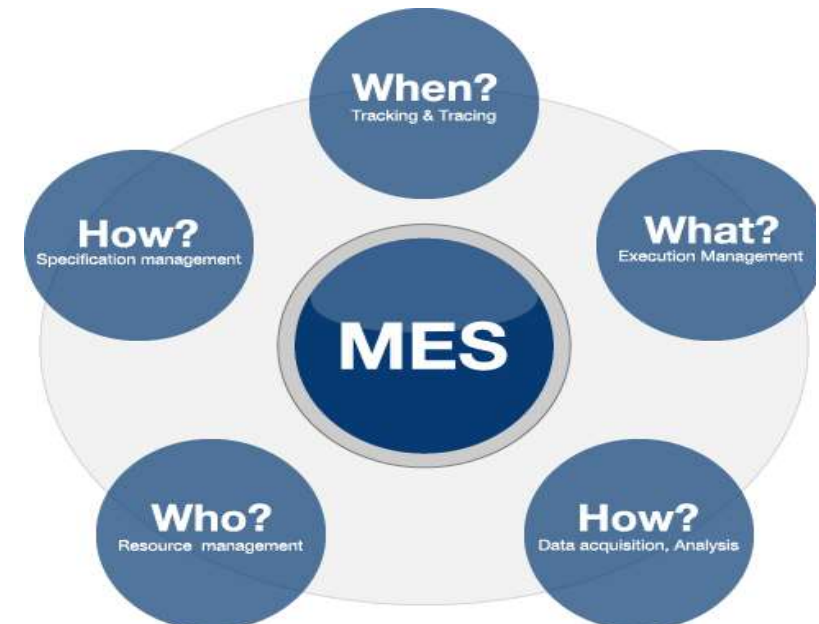 When?
Tracking & Tracing
How?
Specification management
What?
Execution Management
MES
Who?
Resource management
How?
Data acquisition, Analysis